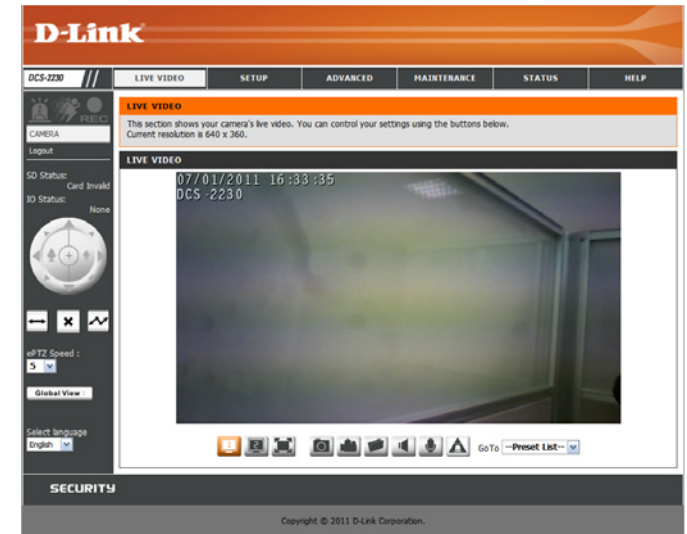 D-Link
DCS-2230
LIVE VIDEO SETUP ADVANCED MAINTENANCE STATUS HELP
REC
CAMERA
Logout
SD Status:
Card Invalid
IO Status:
None
ePTZ Speed :
5
Global View :
Select language
English
LIVE VIDEO
This section shows your camera's live video. You can control your settings using the buttons below.
Current resolution is 640 x 360.
LIVE VIDEO
07/01/2011 16:33:35
DCS-2230
1 2
GoTo --Preset List--
SECURITY
Copyright © 2011 D-Link Corporation.